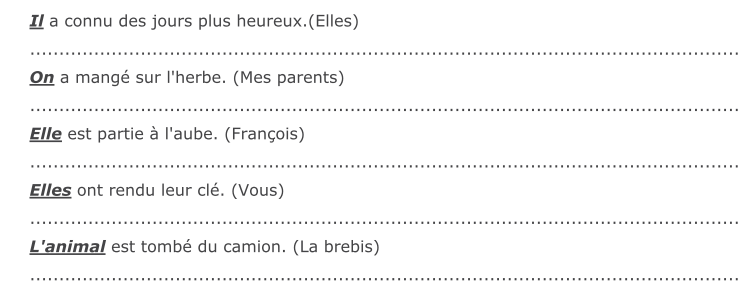 Il a connu des jours plus heureux.(Elles)
................................................................................................................................
On a mangé sur l'herbe. (Mes parents)
................................................................................................................................
Elle est partie à l'aube. (François)
................................................................................................................................
Elles ont rendu leur clé. (Vous)
................................................................................................................................
L'animal est tombé du camion. (La brebis)
................................................................................................................................